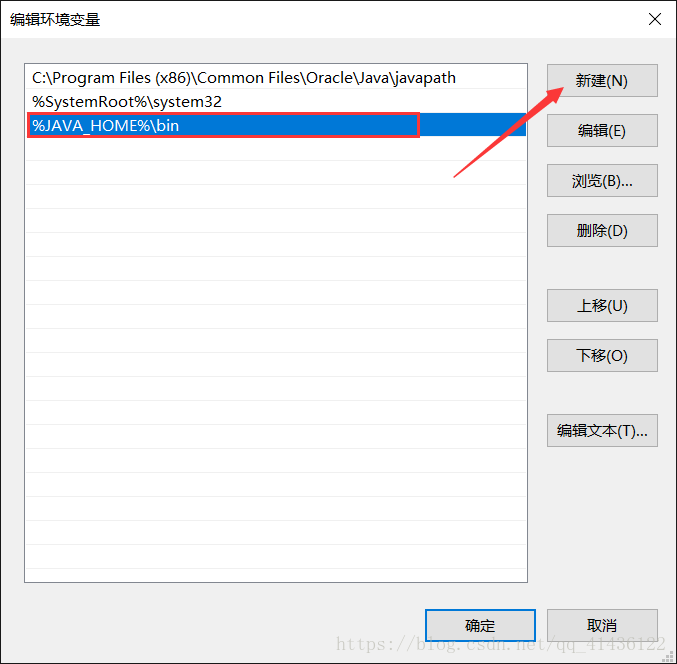 编辑环境变量
C:\Program Files (x86)\Common Files\Oracle\Java\javapath
%SystemRoot%\system32
%JAVA_HOME%\bin
新建(N)
编辑(E)
浏览(B)...
删除(D)
上移(U)
下移(O)
编辑文本(T)...
确定
取消
https://blog.csdn.net/qq_41436122